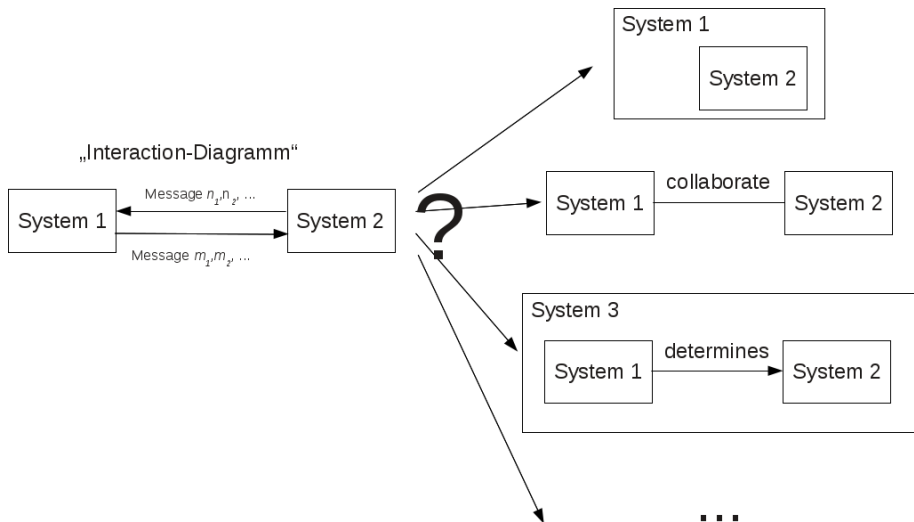 „Interaction-Diagramm“
System 1
Message n₁,n₂, ...
Message m₁,m₂, ...
System 2
?
System 1
System 2
System 1
collaborate
System 2
System 3
System 1
determines
System 2
...